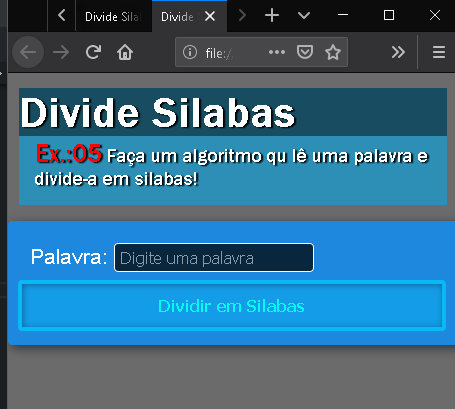 Divide Sila
Divide
file:/
Divide Silabas
Ex.:05 Faça um algoritmo qu lê uma palavra e
divide-a em silabas!
Palavra: Digite uma palavra
Dividir em Silabas